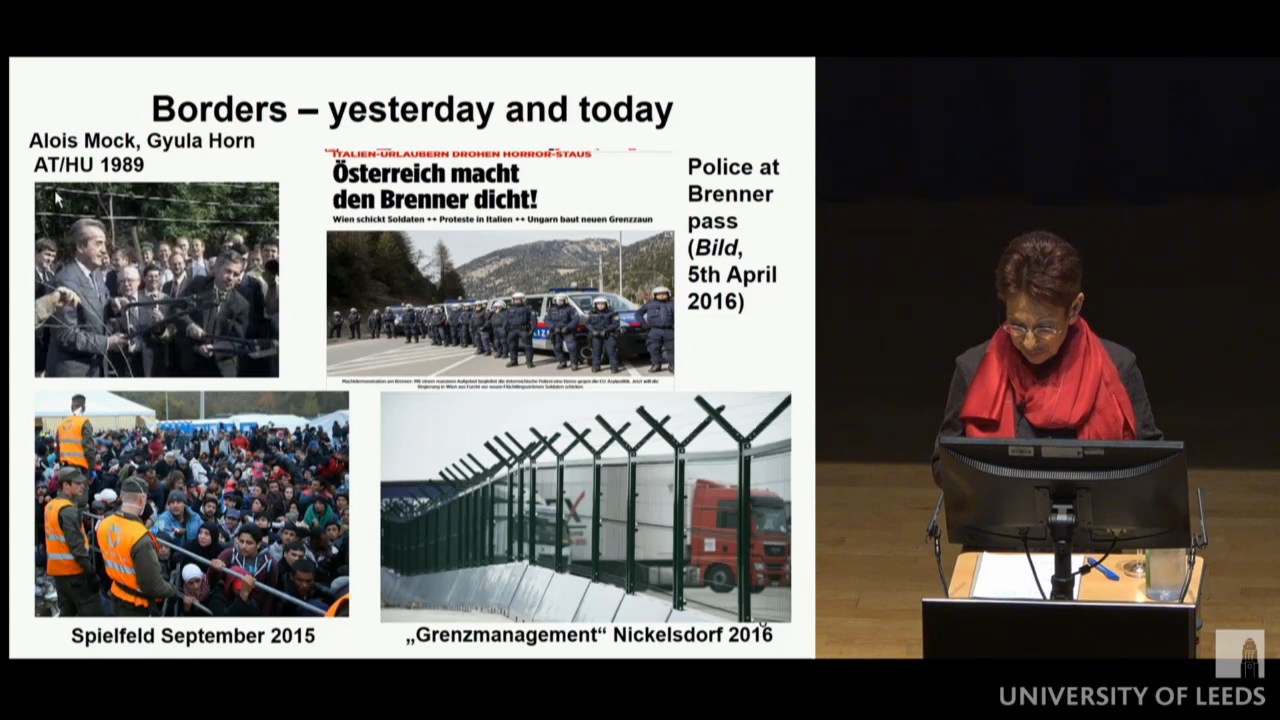 Borders – yesterday and today
Alois Mock, Gyula Horn
AT/HU 1989
ITALIEN-URLAUBERN DROHEN HORROR-STAUS
Österreich macht
den Brenner dicht!
Wien schickt Soldaten ++ Proteste in Italien ++ Ungarn baut neuen Grenzzaun
Police at
Brenner
pass
(Bild,
5th April
2016)
Spielfeld September 2015
„Grenzmanagement“ Nickelsdorf 2016
UNIVERSITY OF LEEDS